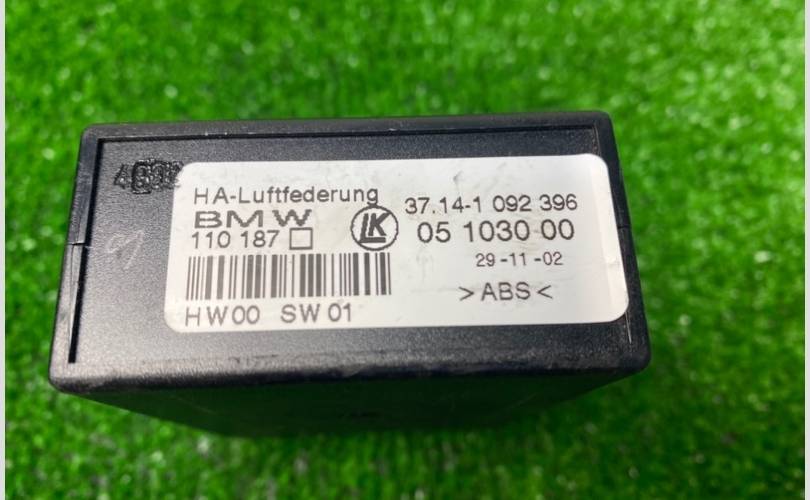 HA-Luftfederung
BMW
110 187
LK
37.14-1 092 396
05 1030 00
29-11-02
>ABS<
HW00 SW01